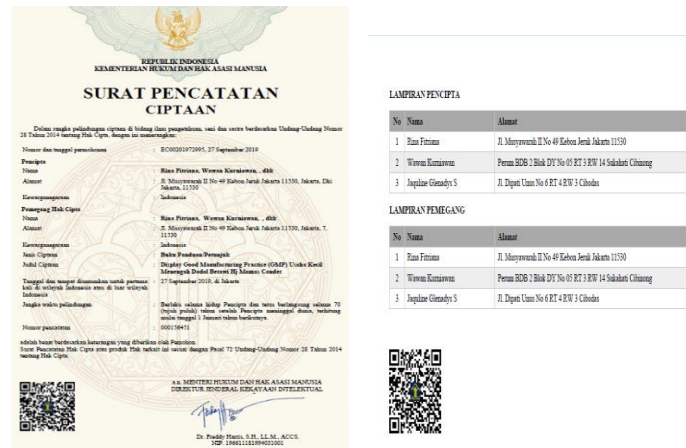 REPUBLIK INDONESIA
KEMENTERIAN HUKUM DAN HAK ASASI MANUSIA
SURAT PENCATATAN
CIPTAAN
Dalam rangka pelindungan ciptaan di bidang ilmu pengetahuan, seni dan sastra berdasarkan Undang-Undang Nomor
28 Tahun 2014 tentang Hak Cipta, dengan ini menerangkan:
Nomor dan tanggal permohonan : EC00201972995, 27 September 2019
Pencipta
Nama : Rina Fitriana, Wawan Kurniawan, , dkk
Alamat : Jl. Musyawarah II No 49 Kebon Jeruk Jakarta 11530, Jakarta, Dki
Jakarta, 11530
Kewarganegaraan : Indonesia
Pemegang Hak Cipta
Nama : Rina Fitriana, Wawan Kurniawan, , dkk
Alamat : Jl. Musyawarah II No 49 Kebon Jeruk Jakarta 11530, Jakarta, 7,
11530
Kewarganegaraan : Indonesia
Jenis Ciptaan : Buku Panduan/Petunjuk
Judul Ciptaan : Display Good Manufacturing Practice (GMP) Usaha Kecil
Menengah Dodol Betawi Hj Mamas Condet
Tanggal dan tempat diumumkan untuk pertama : 27 September 2019, di Jakarta
kali di wilayah Indonesia atau di luar wilayah
Indonesia
Jangka waktu pelindungan : Berlaku selama hidup Pencipta dan terus berlangsung selama 70
(tujuh puluh) tahun setelah Pencipta meninggal dunia, terhitung
mulai tanggal 1 Januari tahun berikutnya.
Nomor pencatatan : 000156451
adalah benar berdasarkan keterangan yang diberikan oleh Pemohon.
Surat Pencatatan Hak Cipta atau produk Hak terkait ini sesuai dengan Pasal 72 Undang-Undang Nomor 28 Tahun 2014
tentang Hak Cipta.
a.n. MENTERI HUKUM DAN HAK ASASI MANUSIA
DIREKTUR JENDERAL KEKAYAAN INTELEKTUAL
Dr. Freddy Harris, S.H., LL.M., ACCS.
NIP. 196611181994031001
LAMPIRAN PENCIPTA
No Nama Alamat
1 Rina Fitriana Jl. Musyawarah II No 49 Kebon Jeruk Jakarta 11530
2 Wawan Kurniawan Perum BDB 2 Blok DY No 05 RT 3 RW 14 Sukahati Cibinong
3 Jaquline Glenadys S Jl. Dipati Unus No 6 RT 4 RW 3 Cibodas
LAMPIRAN PEMEGANG
No Nama Alamat
1 Rina Fitriana Jl. Musyawarah II No 49 Kebon Jeruk Jakarta 11530
2 Wawan Kurniawan Perum BDB 2 Blok DY No 05 RT 3 RW 14 Sukahati Cibinong
3 Jaquline Glenadys S Jl. Dipati Unus No 6 RT 4 RW 3 Cibodas